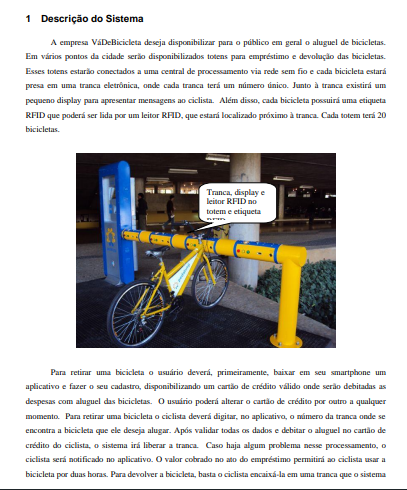 1 Descrição do Sistema
A empresa VáDeBicicleta deseja disponibilizar para o público em geral o aluguel de bicicletas.
Em vários pontos da cidade serão disponibilizados totens para empréstimo e devolução das bicicletas.
Esses totens estarão conectados a uma central de processamento via rede sem fio e cada bicicleta estará
presa em uma tranca eletrônica, onde cada tranca terá um número único. Junto à tranca existirá um
pequeno display para apresentar mensagens ao ciclista. Além disso, cada bicicleta possuirá uma etiqueta
RFID que poderá ser lida por um leitor RFID, que estará localizado próximo à tranca. Cada totem terá 20
bicicletas.
Tranca, display e
leitor RFID no
totem e etiqueta
RFID
Para retirar uma bicicleta o usuário deverá, primeiramente, baixar em seu smartphone um
aplicativo e fazer o seu cadastro, disponibilizando um cartão de crédito válido onde serão debitadas as
despesas com aluguel das bicicletas. O usuário poderá alterar o cartão de crédito por outro a qualquer
momento. Para retirar uma bicicleta o ciclista deverá digitar, no aplicativo, o número da tranca onde se
encontra a bicicleta que ele deseja alugar. Após validar todas os dados e debitar o aluguel no cartão de
crédito do ciclista, o sistema irá liberar a tranca. Caso haja algum problema nesse processamento, o
ciclista será notificado no aplicativo. O valor cobrado no ato do empréstimo permitirá ao ciclista usar a
bicicleta por duas horas. Para devolver a bicicleta, basta o ciclista encaixá-la em uma tranca que o sistema